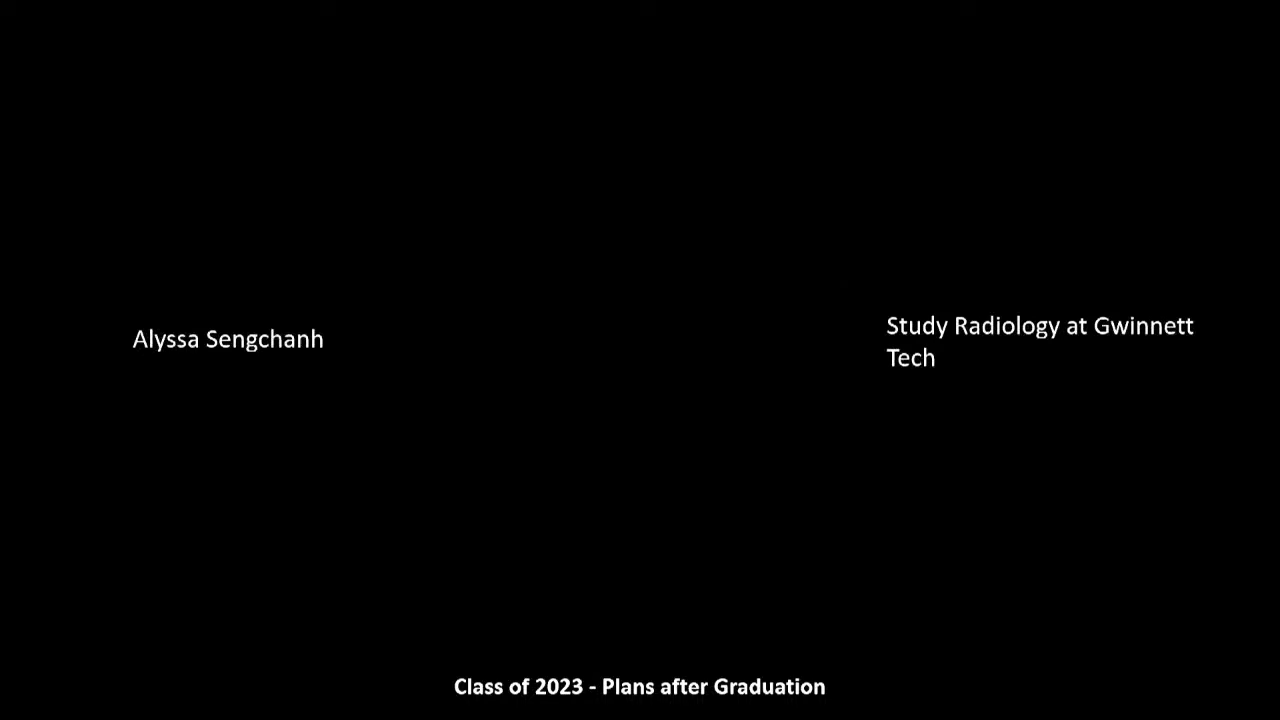 Alyssa Sengchanh
Study Radiology at Gwinnett
Tech
Class of 2023 - Plans after Graduation